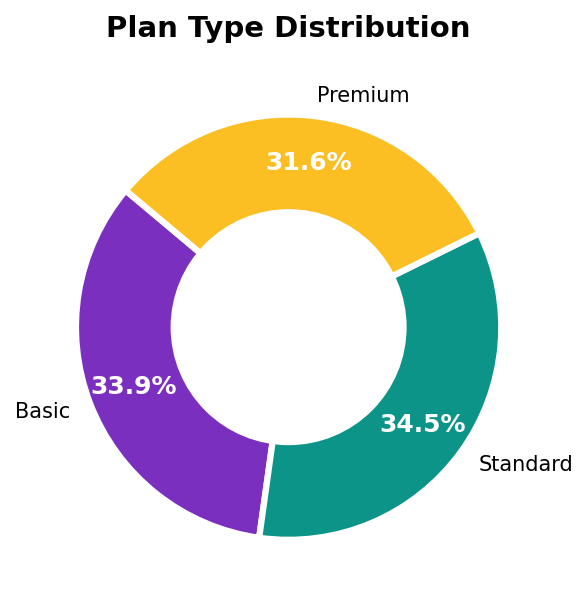 Plan Type Distribution
Premium
31.6%
33.9%
Basic
34.5%
Standard